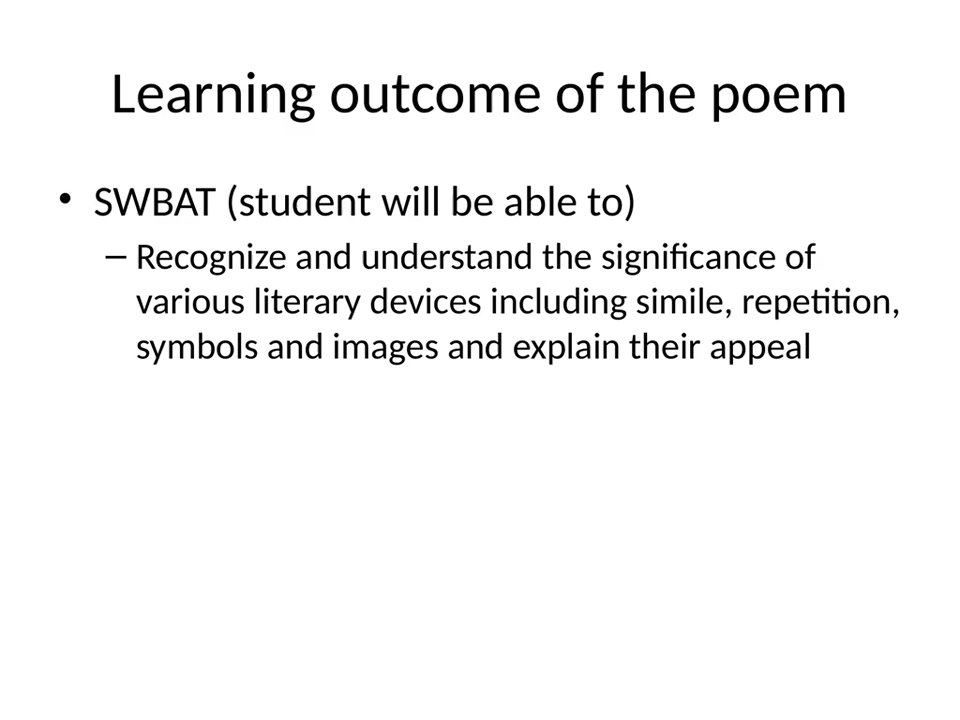 Learning outcome of the poem
• SWBAT (student will be able to)
– Recognize and understand the significance of
various literary devices including simile, repetition,
symbols and images and explain their appeal